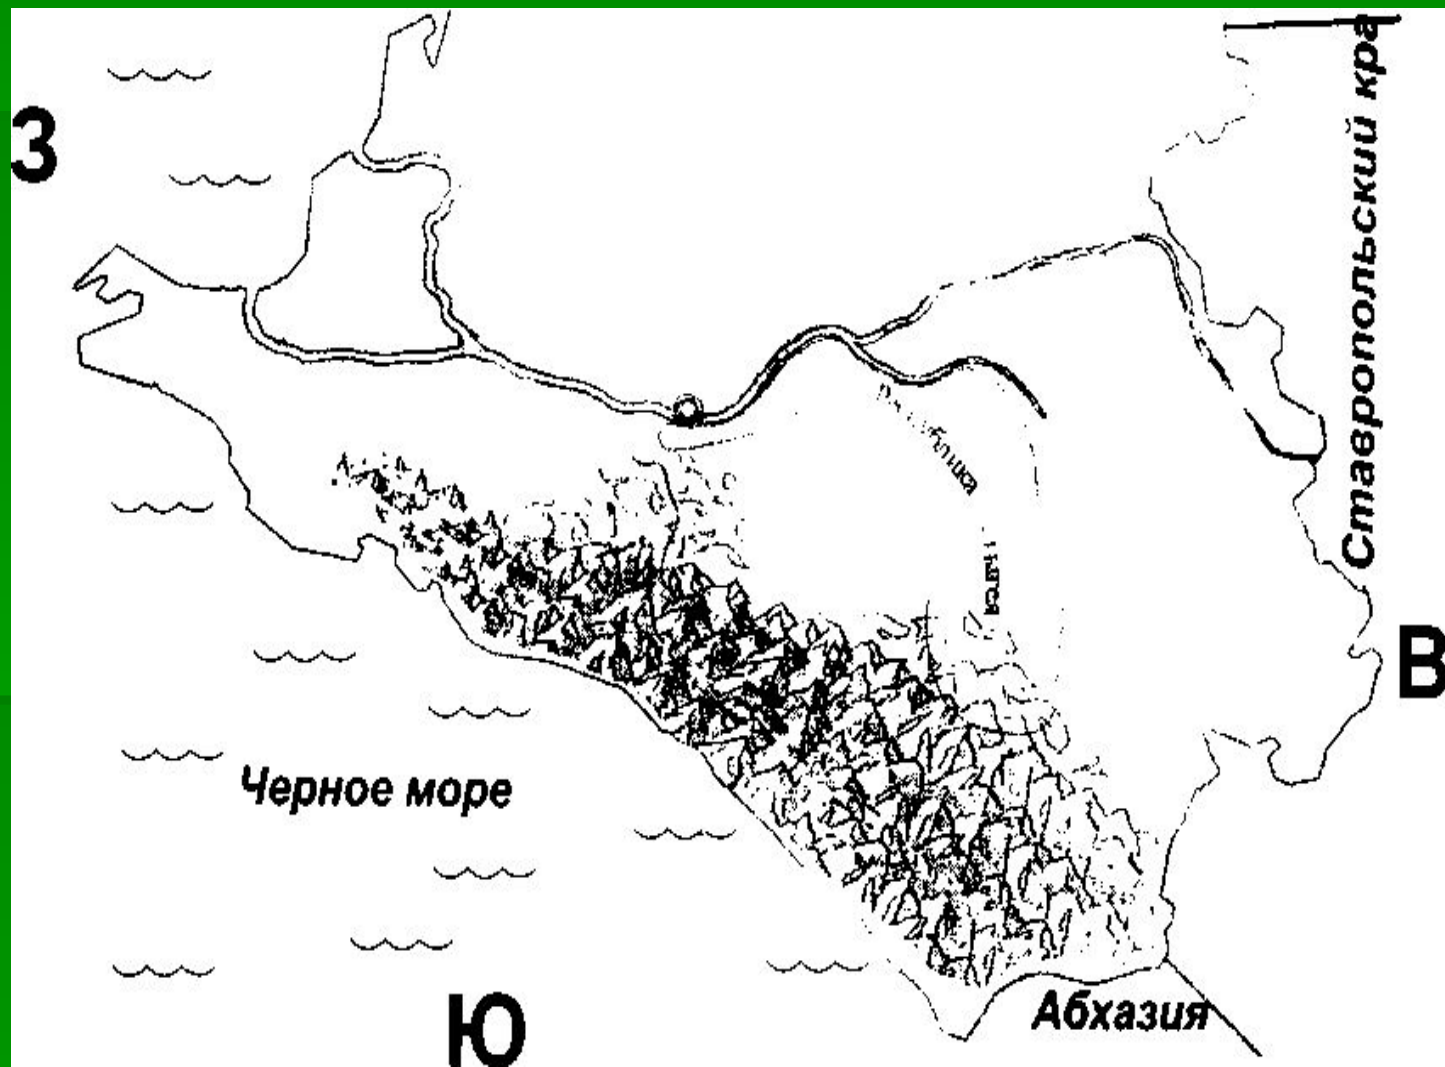 З
Ставропольский кра
В
Черное море
Абхазия
Ю